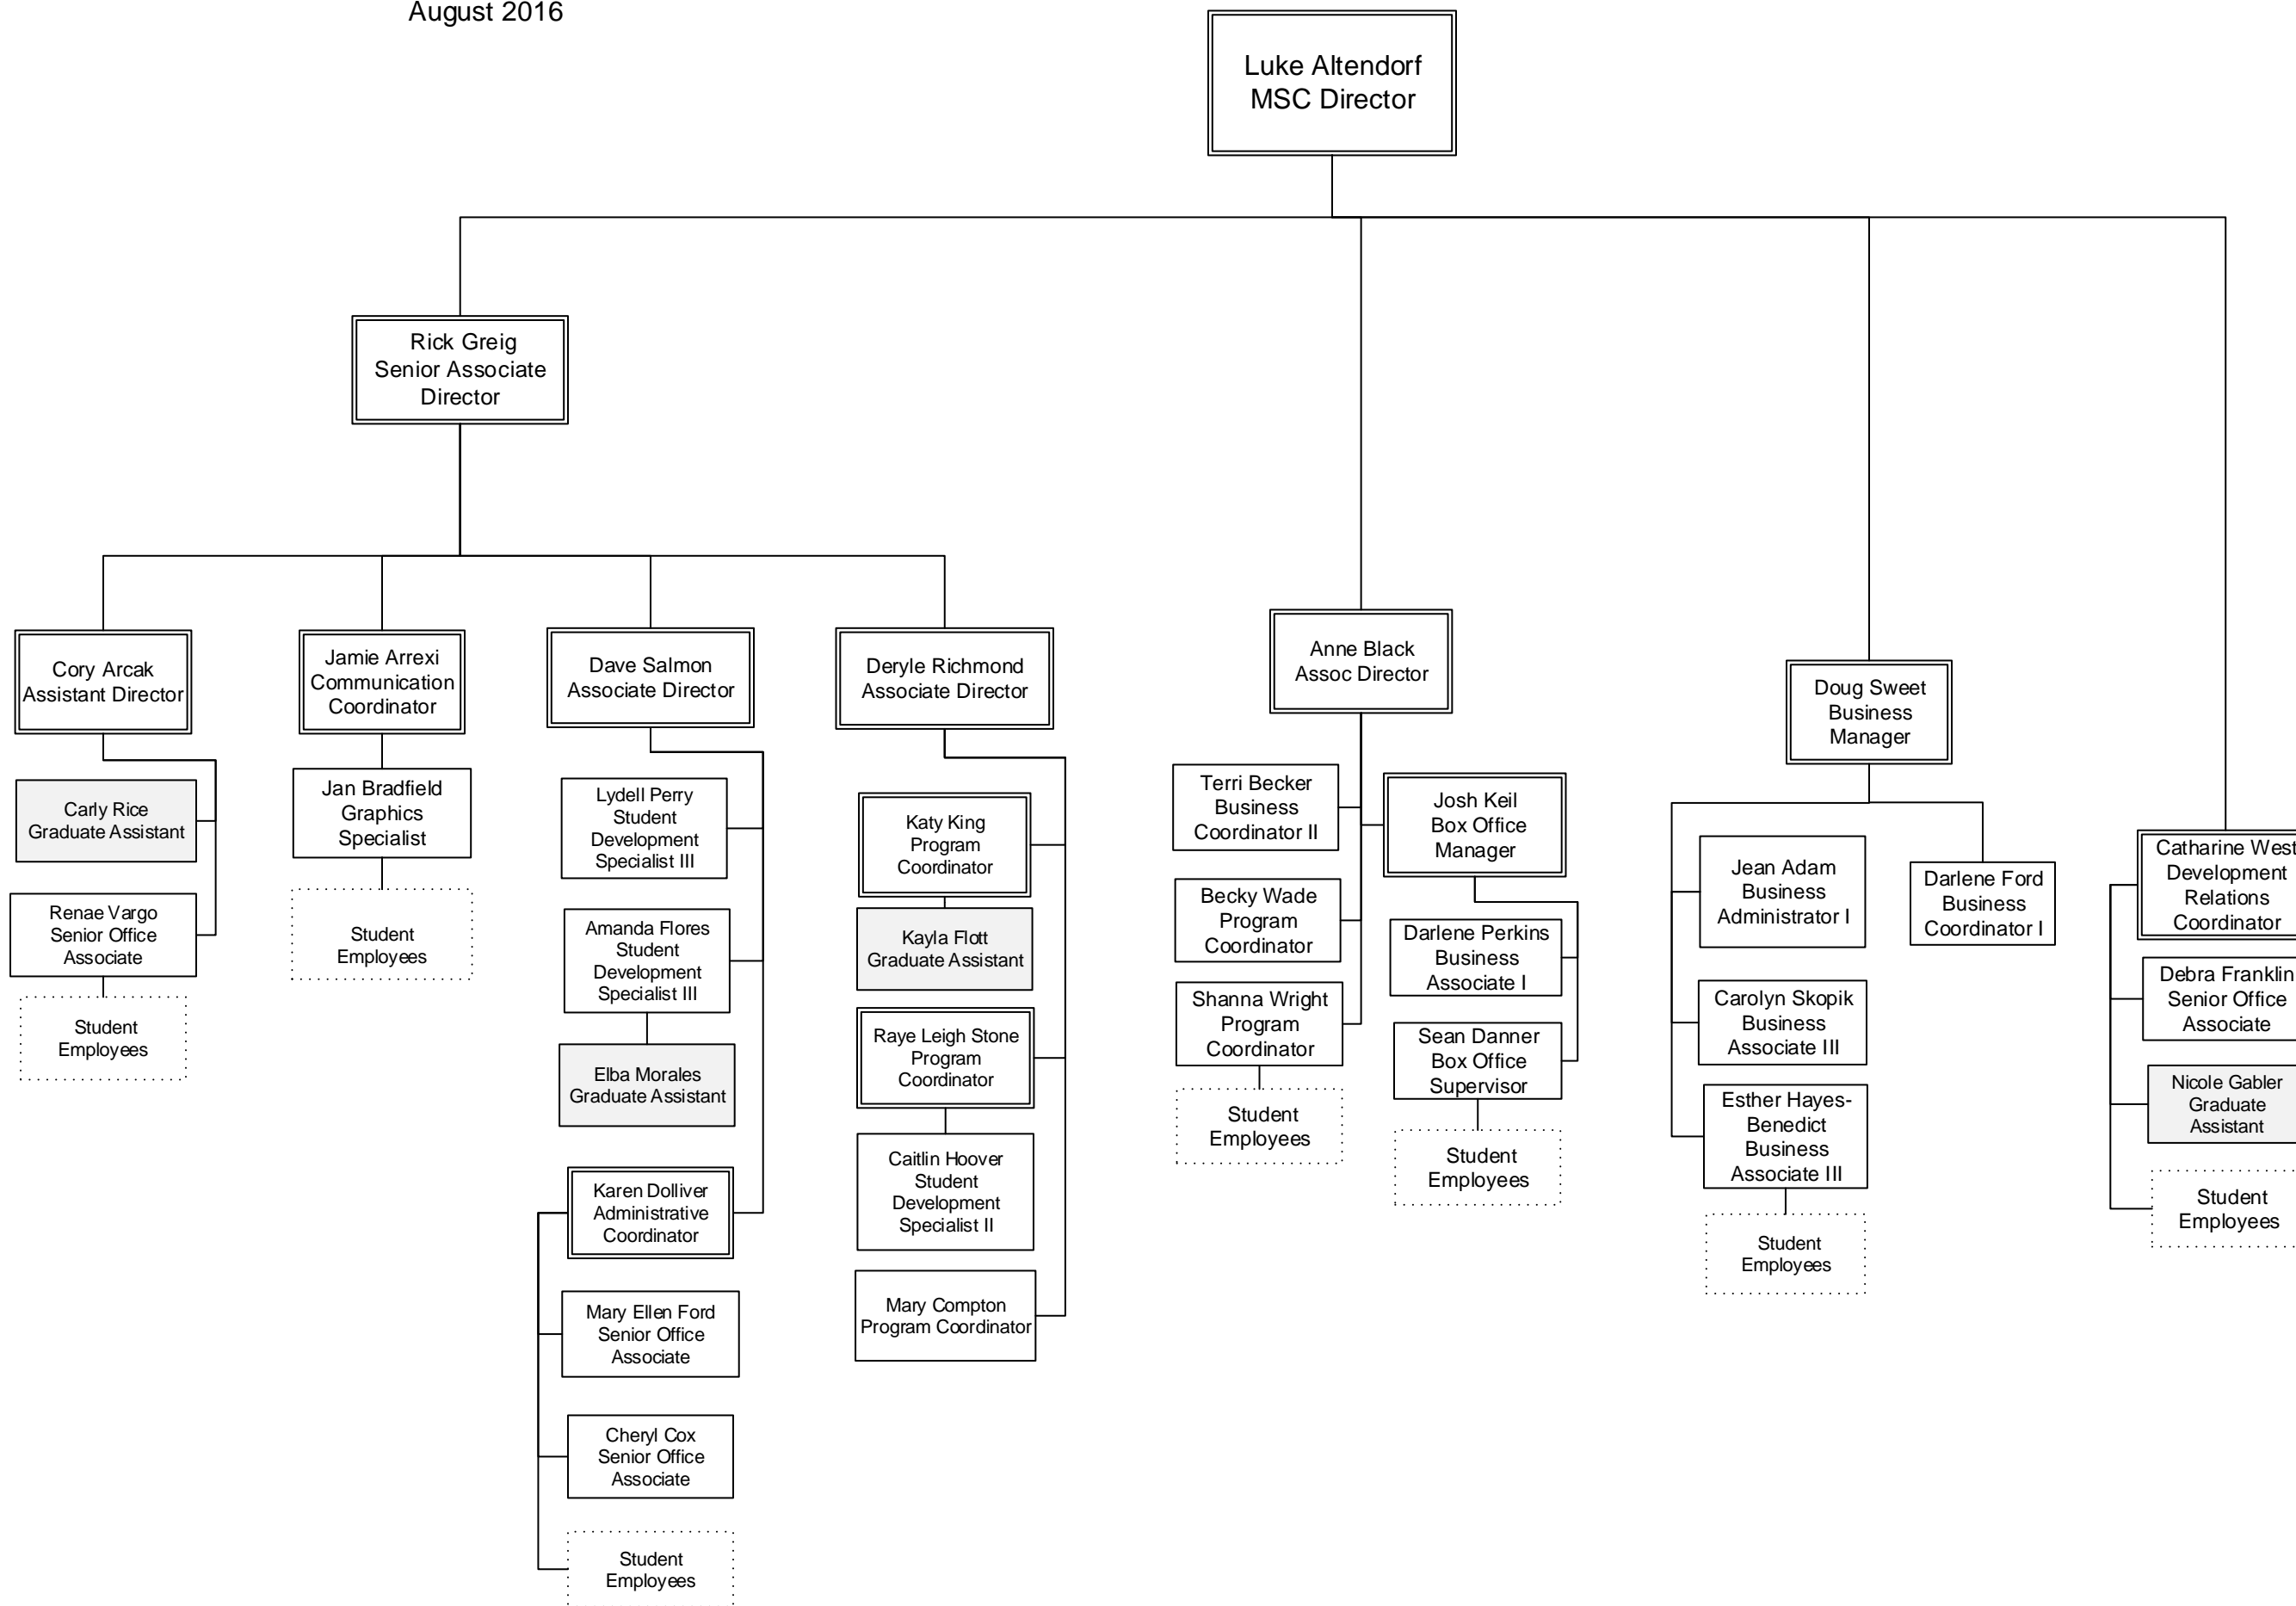 August 2016
Luke Altendorf
MSC Director
Rick Greig
Senior Associate
Director
Cory Arcak
Assistant Director
Carly Rice
Graduate Assistant
Renae Vargo
Senior Office
Associate
Student
Employees
Jamie Arrexi
Communication
Coordinator
Jan Bradfield
Graphics
Specialist
Student
Employees
Dave Salmon
Associate Director
Lydell Perry
Student
Development
Specialist III
Amanda Flores
Student
Development
Specialist III
Elba Morales
Graduate Assistant
Karen Dolliver
Administrative
Coordinator
Mary Ellen Ford
Senior Office
Associate
Cheryl Cox
Senior Office
Associate
Student
Employees
Deryle Richmond
Associate Director
Katy King
Program
Coordinator
Kayla Flott
Graduate Assistant
Raye Leigh Stone
Program
Coordinator
Caitlin Hoover
Student
Development
Specialist II
Mary Compton
Program Coordinator
Anne Black
Assoc Director
Terri Becker
Business
Coordinator II
Becky Wade
Program
Coordinator
Shanna Wright
Program
Coordinator
Student
Employees
Josh Keil
Box Office
Manager
Darlene Perkins
Business
Associate I
Sean Danner
Box Office
Supervisor
Student
Employees
Doug Sweet
Business
Manager
Jean Adam
Business
Administrator I
Carolyn Skopik
Business
Associate III
Esther Hayes-
Benedict
Business
Associate III
Student
Employees
Darlene Ford
Business
Coordinator I
Catharine West
Development
Relations
Coordinator
Debra Franklin
Senior Office
Associate
Nicole Gabler
Graduate
Assistant
Student
Employees